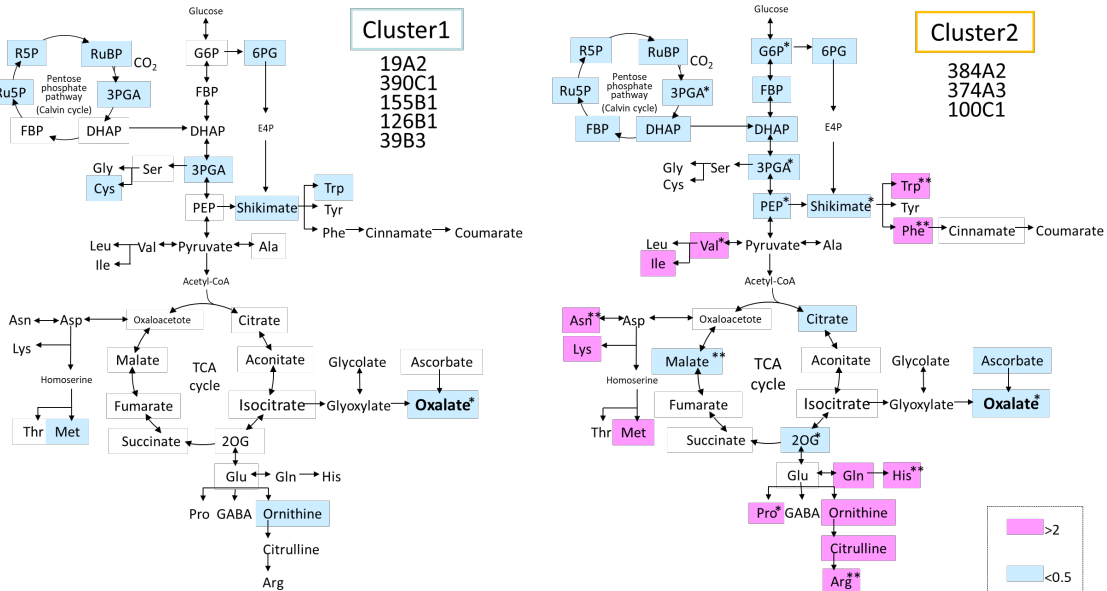 Cluster1
19A2
390C1
155B1
126B1
39B3
Glucose
R5P
RuBP
G6P
6PG
CO2
Ru5P
Pentose
phosphate
pathway
(Calvin cycle)
3PGA
FBP
FBP
DHAP
DHAP
E4P
Gly
Ser
3PGA
Cys
Trp
PEP
Shikimate
Tyr
Phe
Cinnamate
Coumarate
Leu
Val
Pyruvate
Ala
Ile
Acetyl-CoA
Asn
Asp
Oxaloacetote
Citrate
Lys
Malate
TCA
cycle
Aconitate
Glycolate
Ascorbate
Homoserine
Fumarate
Isocitrate
Glyoxylate
Oxalate*
Thr
Met
Succinate
2OG
Glu
Gln
His
Pro
GABA
Ornithine
Citrulline
Arg
Cluster2
384A2
374A3
100C1
Glucose
R5P
RuBP
G6P*
6PG
CO2
Ru5P
Pentose
phosphate
pathway
(Calvin cycle)
3PGA*
FBP
FBP
DHAP
DHAP
E4P
Gly
Ser
3PGA*
Cys
Trp**
PEP*
Shikimate*
Tyr
Phe**
Cinnamate
Coumarate
Leu
Val*
Pyruvate
Ala
Ile
Acetyl-CoA
Asn**
Asp
Oxaloacetote
Citrate
Lys
Malate**
TCA
cycle
Aconitate
Glycolate
Ascorbate
Homoserine
Fumarate
Isocitrate
Glyoxylate
Oxalate*
Thr
Met
Succinate
2OG*
Glu
Gln
His**
Pro*
GABA
Ornithine
Citrulline
Arg**
>2
<0.5